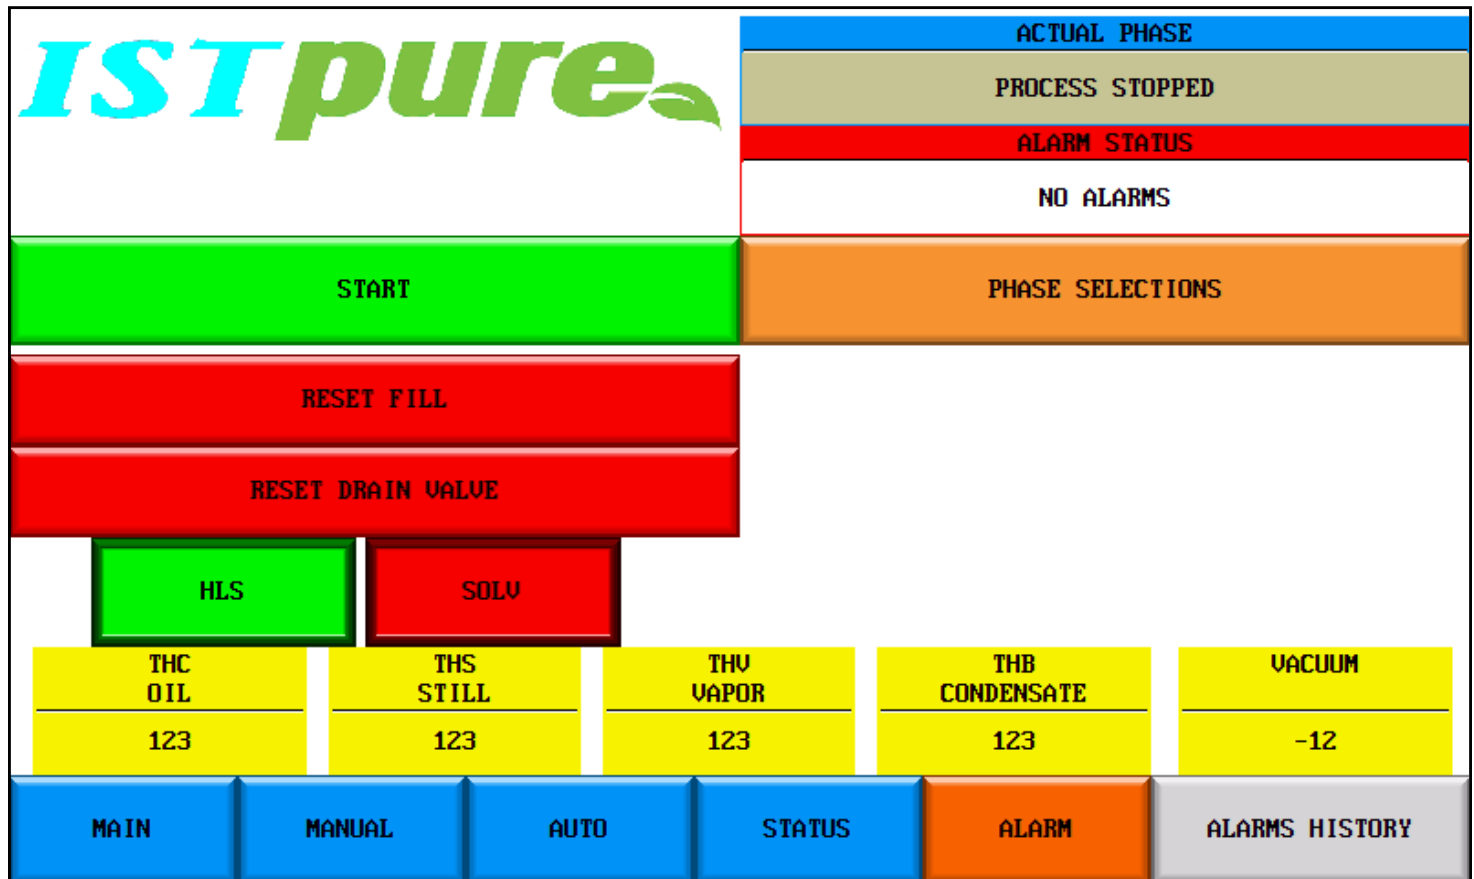 ISTpure
ACTUAL PHASE
PROCESS STOPPED
ALARM STATUS
NO ALARMS
START
PHASE SELECTIONS
RESET FILL
RESET DRAIN VALVE
HLS
SOLV
THC
OIL
123
THS
STILL
123
THV
VAPOR
123
THB
CONDENSATE
123
VACUUM
-12
MAIN
MANUAL
AUTO
STATUS
ALARM
ALARMS HISTORY